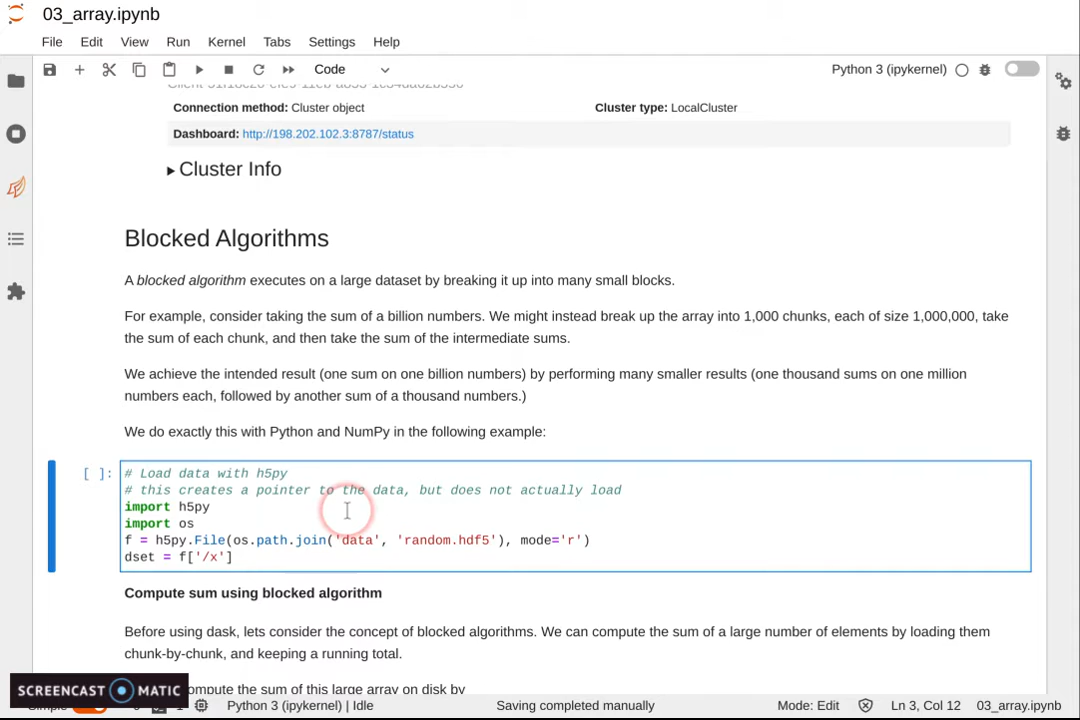 03_array.ipynb
File Edit View Run Kernel Tabs Settings Help
Code Python 3 (ipykernel)
Connection method: Cluster object Cluster type: LocalCluster
Dashboard: http://198.202.102.3:8787/status
Cluster Info
Blocked Algorithms
A blocked algorithm executes on a large dataset by breaking it up into many small blocks.
For example, consider taking the sum of a billion numbers. We might instead break up the array into 1,000 chunks, each of size 1,000,000, take
the sum of each chunk, and then take the sum of the intermediate sums.
We achieve the intended result (one sum on one billion numbers) by performing many smaller results (one thousand sums on one million
numbers each, followed by another sum of a thousand numbers.)
We do exactly this with Python and NumPy in the following example:
[ ]: # Load data with h5py
# this creates a pointer to the data, but does not actually load
import h5py
import os
f = h5py.File(os.path.join('data', 'random.hdf5'), mode='r')
dset = f['/x']
Compute sum using blocked algorithm
Before using dask, lets consider the concept of blocked algorithms. We can compute the sum of a large number of elements by loading them
chunk-by-chunk, and keeping a running total.
compute the sum of this large array on disk by
SCREENCAST MATIC
Simple Python 3 (ipykernel) | Idle Saving completed manually Mode: Edit Ln 3, Col 12 03_array.ipynb